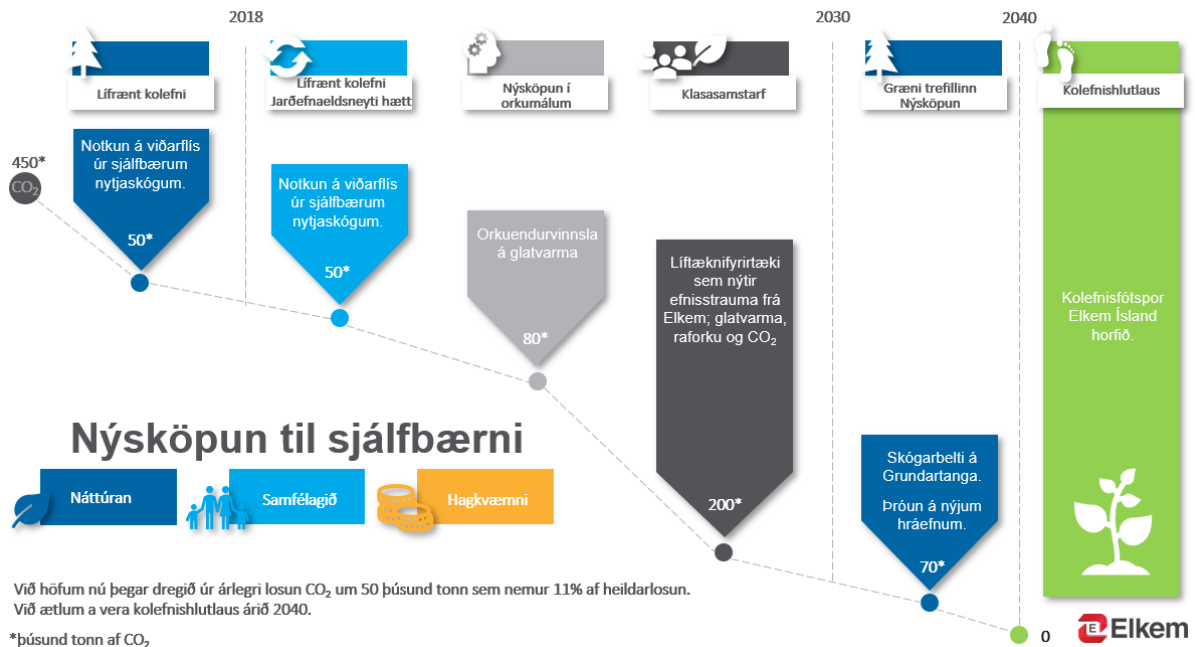 2018
2030
2040
Lífrænt kolefni
Lífrænt kolefni
Jarðefnaeldsneyti hætt
Nýsköpun í
orkumálum
Klasasamstarf
Græni trefillinn
Nýsköpun
Kolefnishlutlaus
450*
CO₂
Notkun á viðarflís
úr sjálfbærum
nytjaskógum.
50*
Notkun á viðarflís
úr sjálfbærum
nytjaskógum.
50*
Orkuendurvinnsla
á glatvarma
80*
Líftæknifyrirtæki
sem nýtir
efnisstrauma frá
Elkem; glatvarma,
raforku og CO₂
200*
Skógarbelti á
Grundartanga.
Þróun á nýjum
hráefnum.
70*
Kolefnisfótspor
Elkem Ísland
horfið.
Nýsköpun til sjálfbærni
Náttúran
Samfélagið
Hagkvæmni
Við höfum nú þegar dregið úr árlegri losun CO₂ um 50 þúsund tonn sem nemur 11% af heildarlosun.
Við ætlum a vera kolefnishlutlaus árið 2040.
*þúsund tonn af CO₂
0
E Elkem